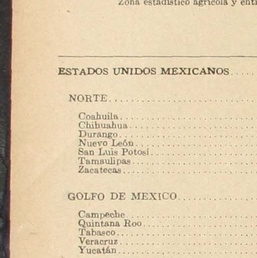 Zona estadístico agrícola y enti
ESTADOS UNIDOS MEXICANOS.....
NORTE.....................
Coahuila...................
Chihuahua..................
Durango....................
Nuevo León.................
San Luis Potosí............
Tamaulipas.................
Zacatecas..................
GOLFO DE MEXICO............
Campeche...................
Quintana Roo...............
Tabasco....................
Veracruz...................
Yucatán....................